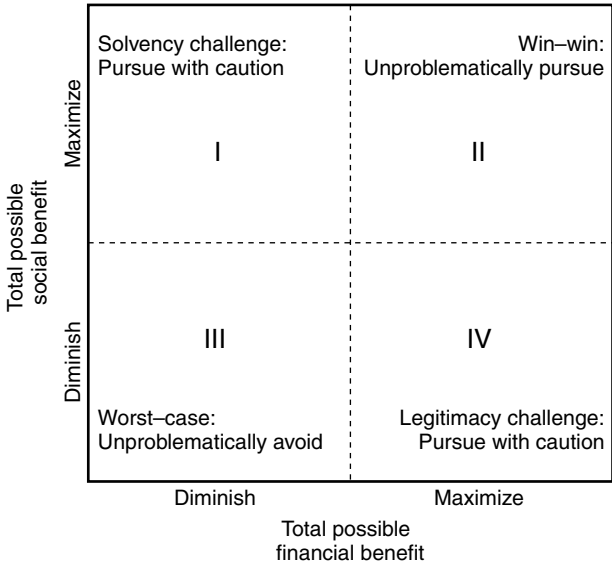 Solvency challenge:
Pursue with caution
Win–win:
Unproblematically pursue
Maximize
I
II
Total possible
social benefit
Diminish
III
IV
Worst–case:
Unproblematically avoid
Legitimacy challenge:
Pursue with caution
Diminish
Maximize
Total possible
financial benefit